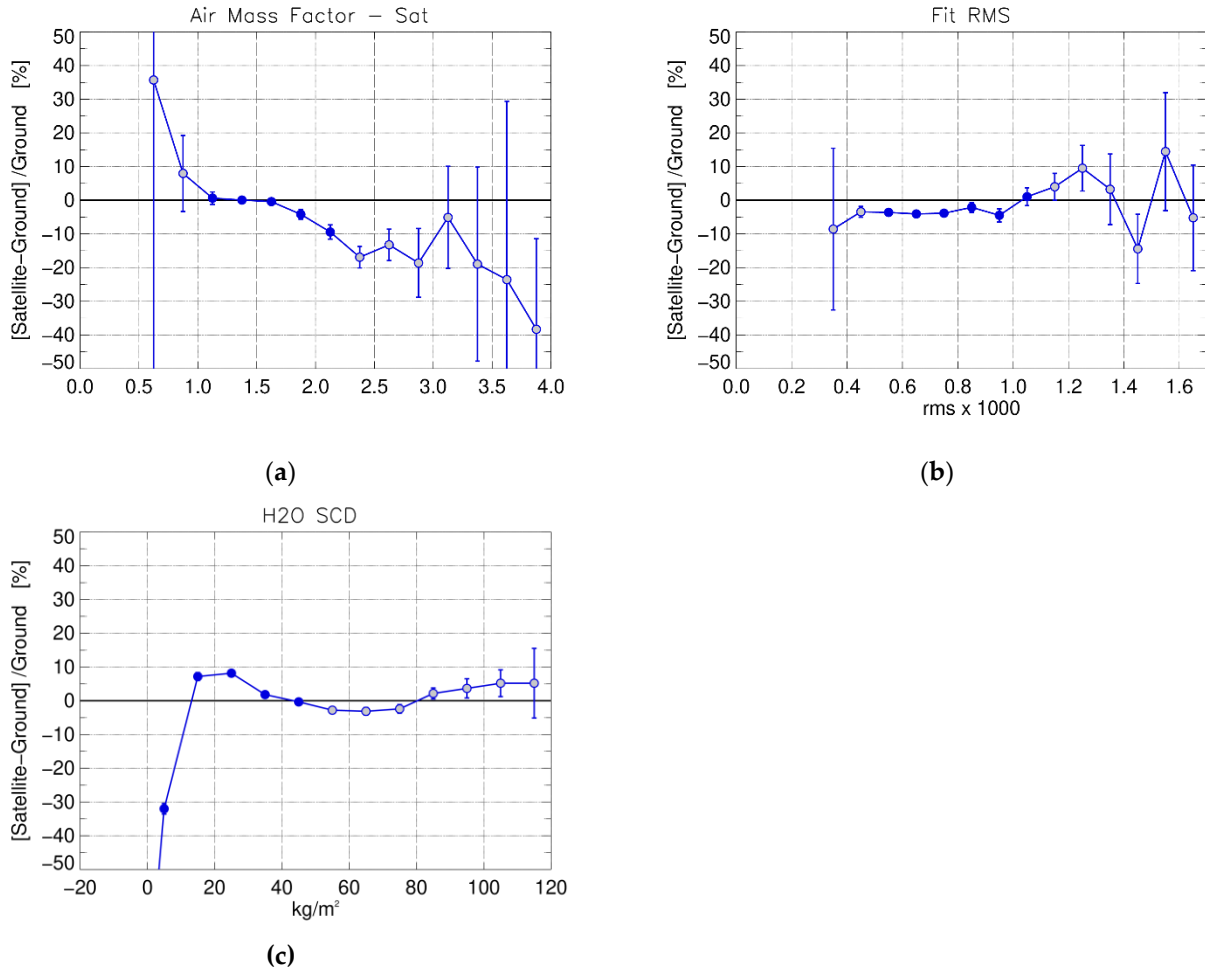 Air Mass Factor – Sat
[Satellite–Ground] /Ground [%]
50
40
30
20
10
0
−10
−20
−30
−40
−50
0.0 0.5 1.0 1.5 2.0 2.5 3.0 3.5 4.0
(a)
Fit RMS
[Satellite–Ground] /Ground [%]
50
40
30
20
10
0
−10
−20
−30
−40
−50
0.0 0.2 0.4 0.6 0.8 1.0 1.2 1.4 1.6
rms x 1000
(b)
H2O SCD
[Satellite–Ground] /Ground [%]
50
40
30
20
10
0
−10
−20
−30
−40
−50
−20 0 20 40 60 80 100 120
kg/m²
(c)